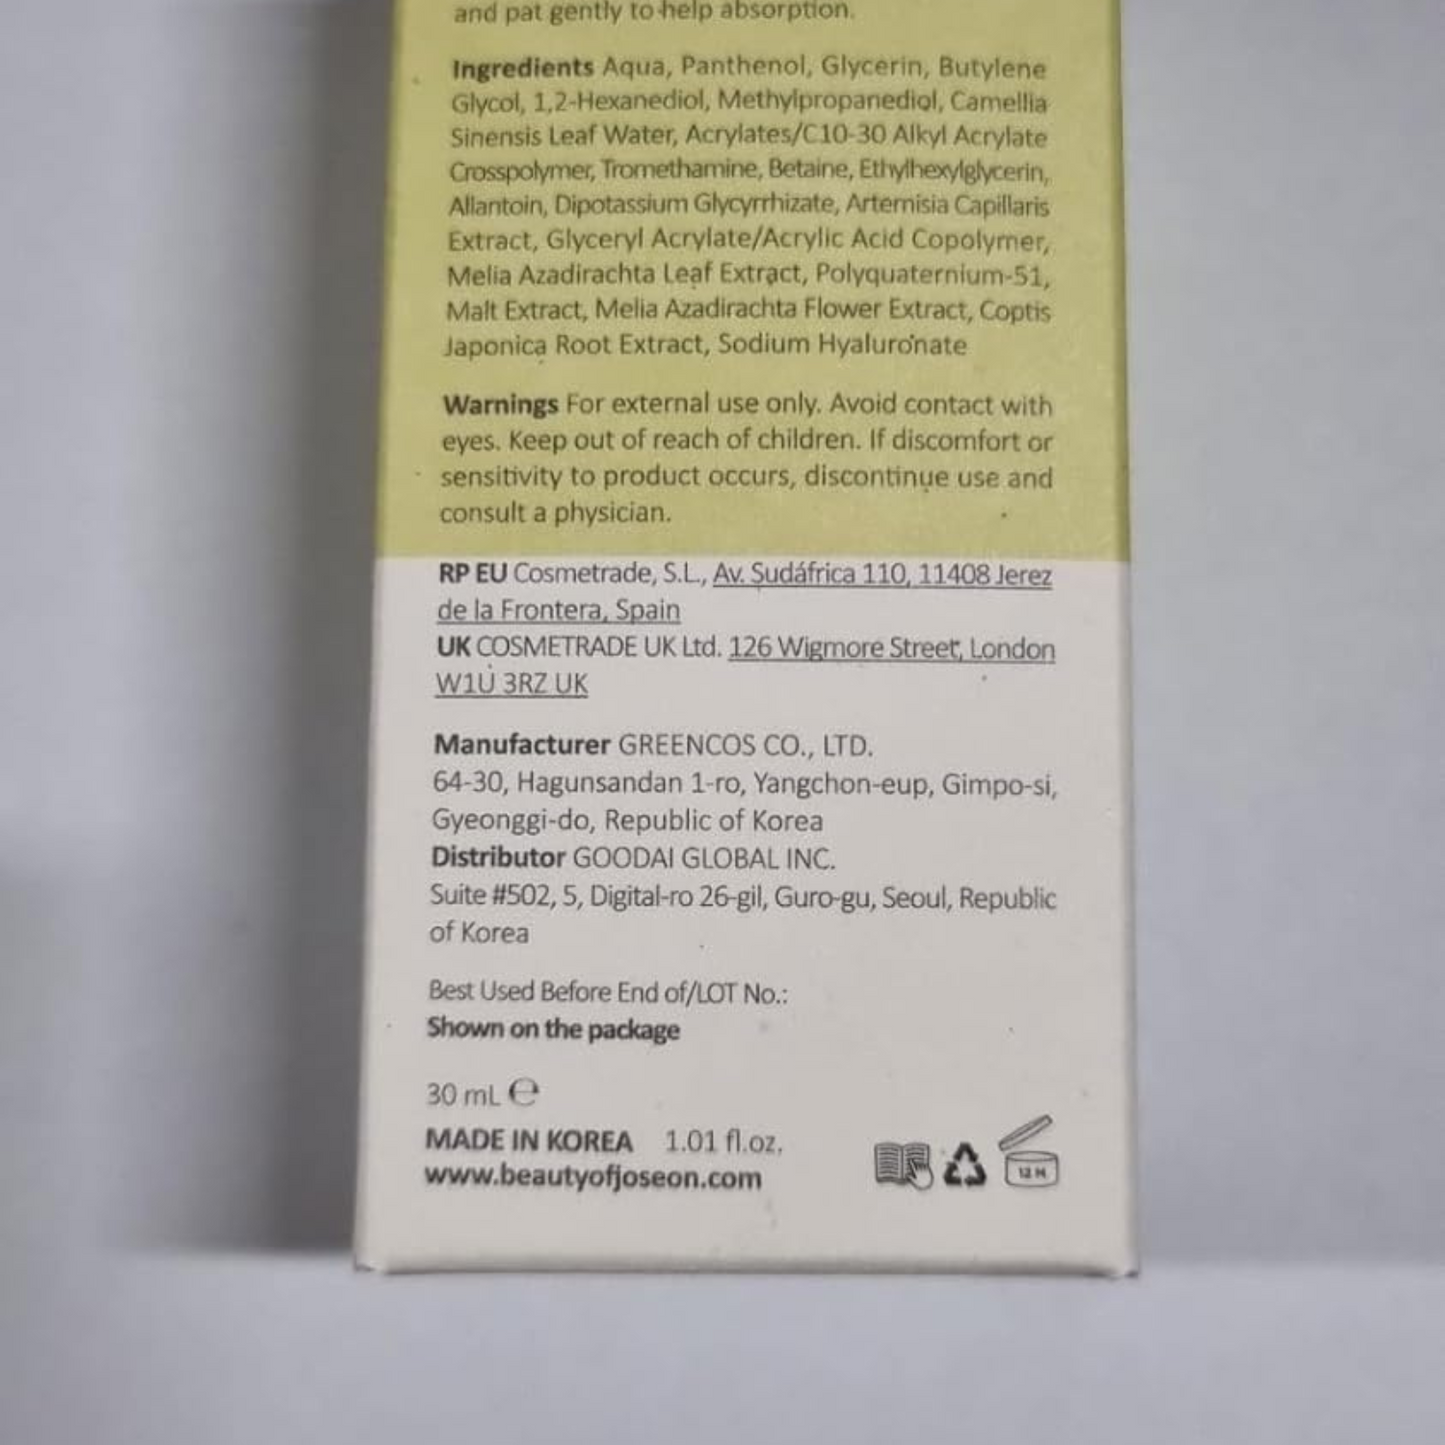 and pat gently to help absorption.
Ingredients Aqua, Panthenol, Glycerin, Butylene
Glycol, 1,2-Hexanediol, Methylpropanediol, Camellia
Sinensis Leaf Water, Acrylates/C10-30 Alkyl Acrylate
Crosspolymer, Tromethamine, Betaine, Ethylhexylglycerin,
Allantoin, Dipotassium Glycyrrhizate, Artemisia Capillaris
Extract, Glyceryl Acrylate/Acrylic Acid Copolymer,
Melia Azadirachta Leaf Extract, Polyquaternium-51,
Malt Extract, Melia Azadirachta Flower Extract, Coptis
Japonica Root Extract, Sodium Hyaluronate
Warnings For external use only. Avoid contact with
eyes. Keep out of reach of children. If discomfort or
sensitivity to product occurs, discontinue use and
consult a physician.
RP EU Cosmetrade, S.L., Av. Sudáfrica 110, 11408 Jerez
de la Frontera, Spain
UK COSMETRADE UK Ltd. 126 Wigmore Street, London
W1U 3RZ UK
Manufacturer GREENCOS CO., LTD.
64-30, Hagunsandan 1-ro, Yangchon-eup, Gimpo-si,
Gyeonggi-do, Republic of Korea
Distributor GOODAI GLOBAL INC.
Suite #502, 5, Digital-ro 26-gil, Guro-gu, Seoul, Republic
of Korea
Best Used Before End of/LOT No.:
Shown on the package
30 mL ℮
MADE IN KOREA 1.01 fl.oz.
www.beautyofjoseon.com
12 M